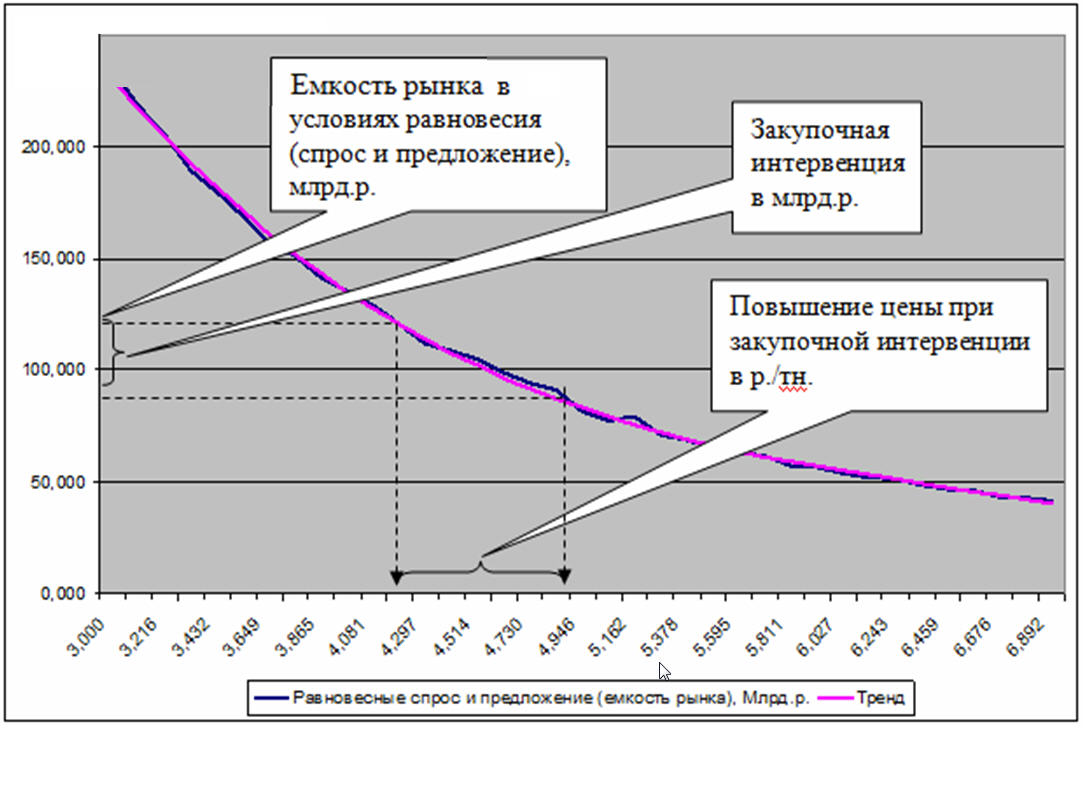 Емкость рынка в
условиях равновесия
(спрос и предложение),
млрд.р.
Закупочная
интервенция
в млрд.р.
Повышение цены при
закупочной интервенции
в р./тн.
200,000
150,000
100,000
50,000
0,000
3,000
3,216
3,432
3,649
3,865
4,081
4,297
4,514
4,730
4,946
5,162
5,378
5,595
5,811
6,027
6,243
6,459
6,676
6,892
Равновесные спрос и предложение (емкость рынка), Млрд.р.
Тренд